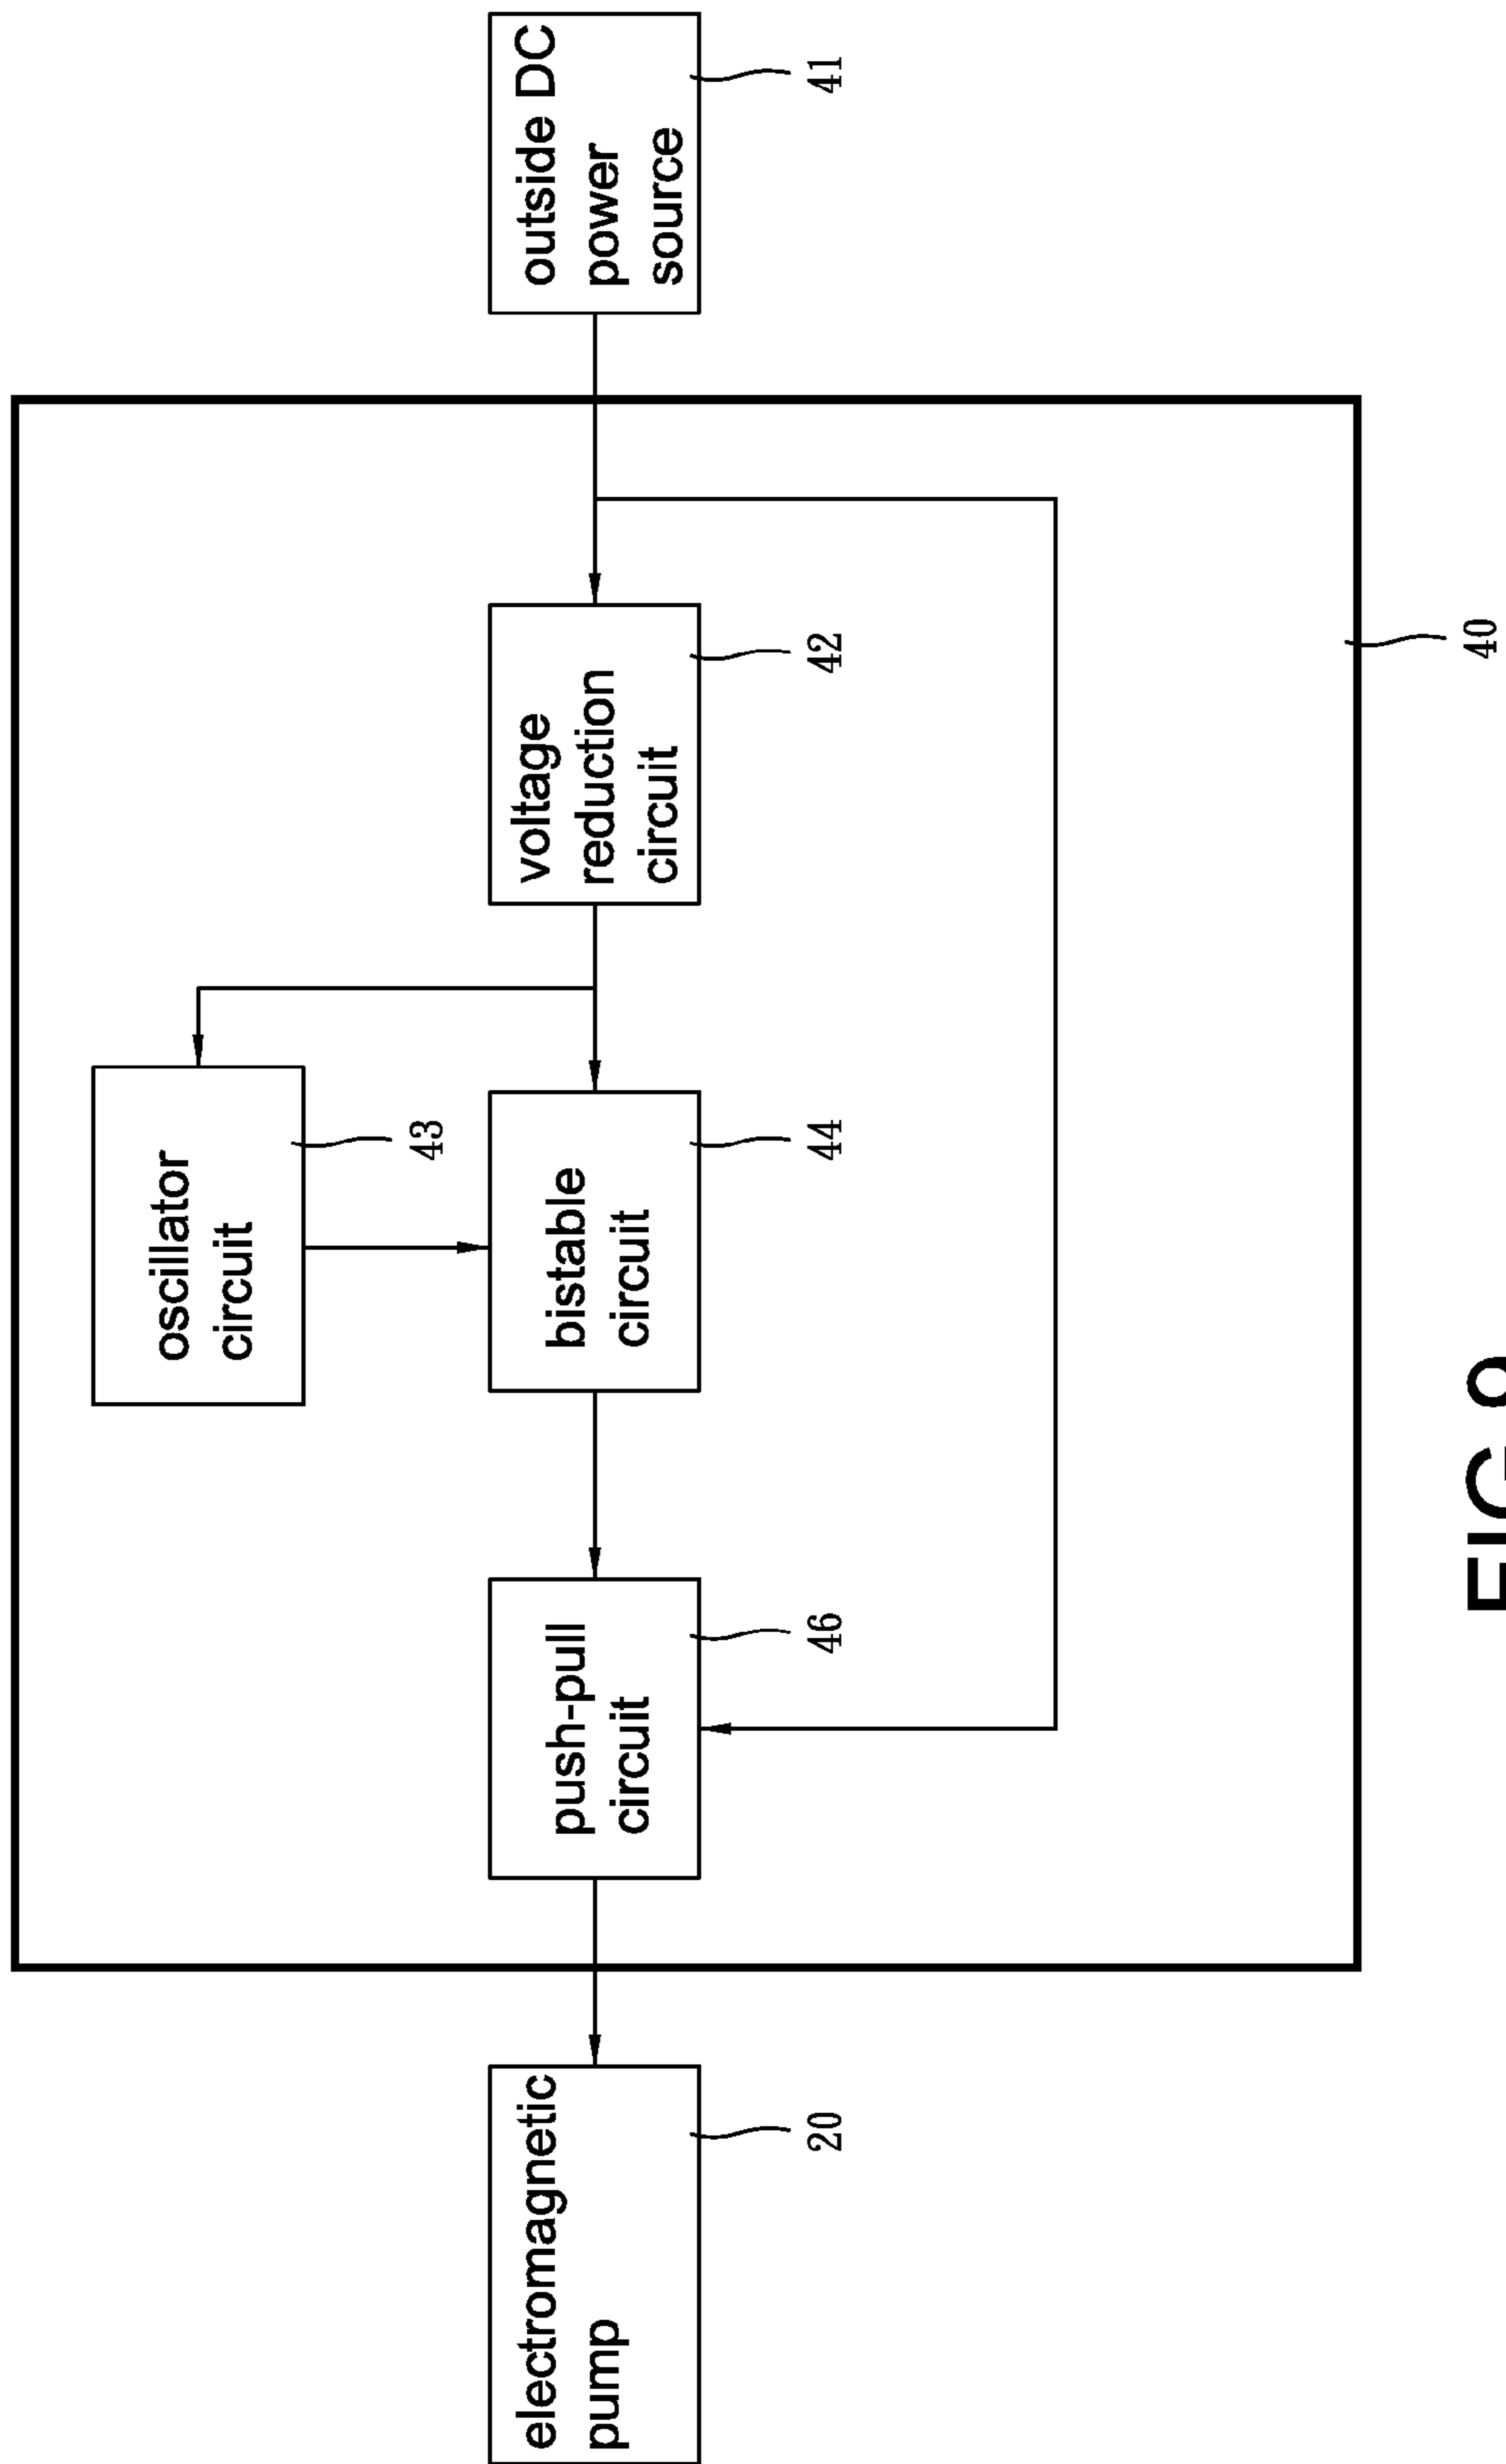 oscillator
circuit
43
electromagnetic
pump
20
push-pull
circuit
46
bistable
circuit
44
voltage
reduction
circuit
42
outside DC
power
source
41
40
FIG